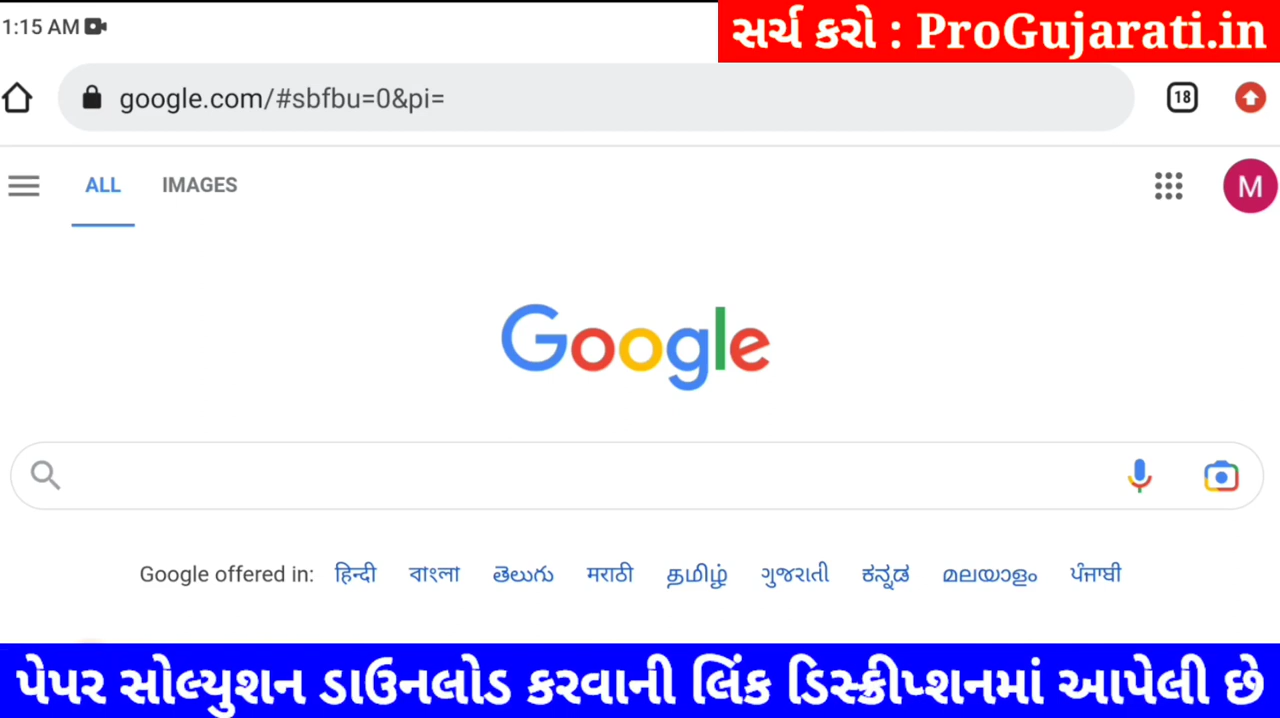 1:15 AM
સર્ચ કરો : ProGujarati.in
google.com/#sbfbu=0&pi=
18
ALL IMAGES
M
Google
Google offered in: हिन्दी বাংলা తెలుగు मराठी தமிழ் ગુજરાતી ಕನ್ನಡ മലയാളം ਪੰਜਾਬੀ
પેપર સોલ્યુશન ડાઉનલોડ કરવાની લિંક ડિસ્ક્રીપ્શનમાં આપેલી છે